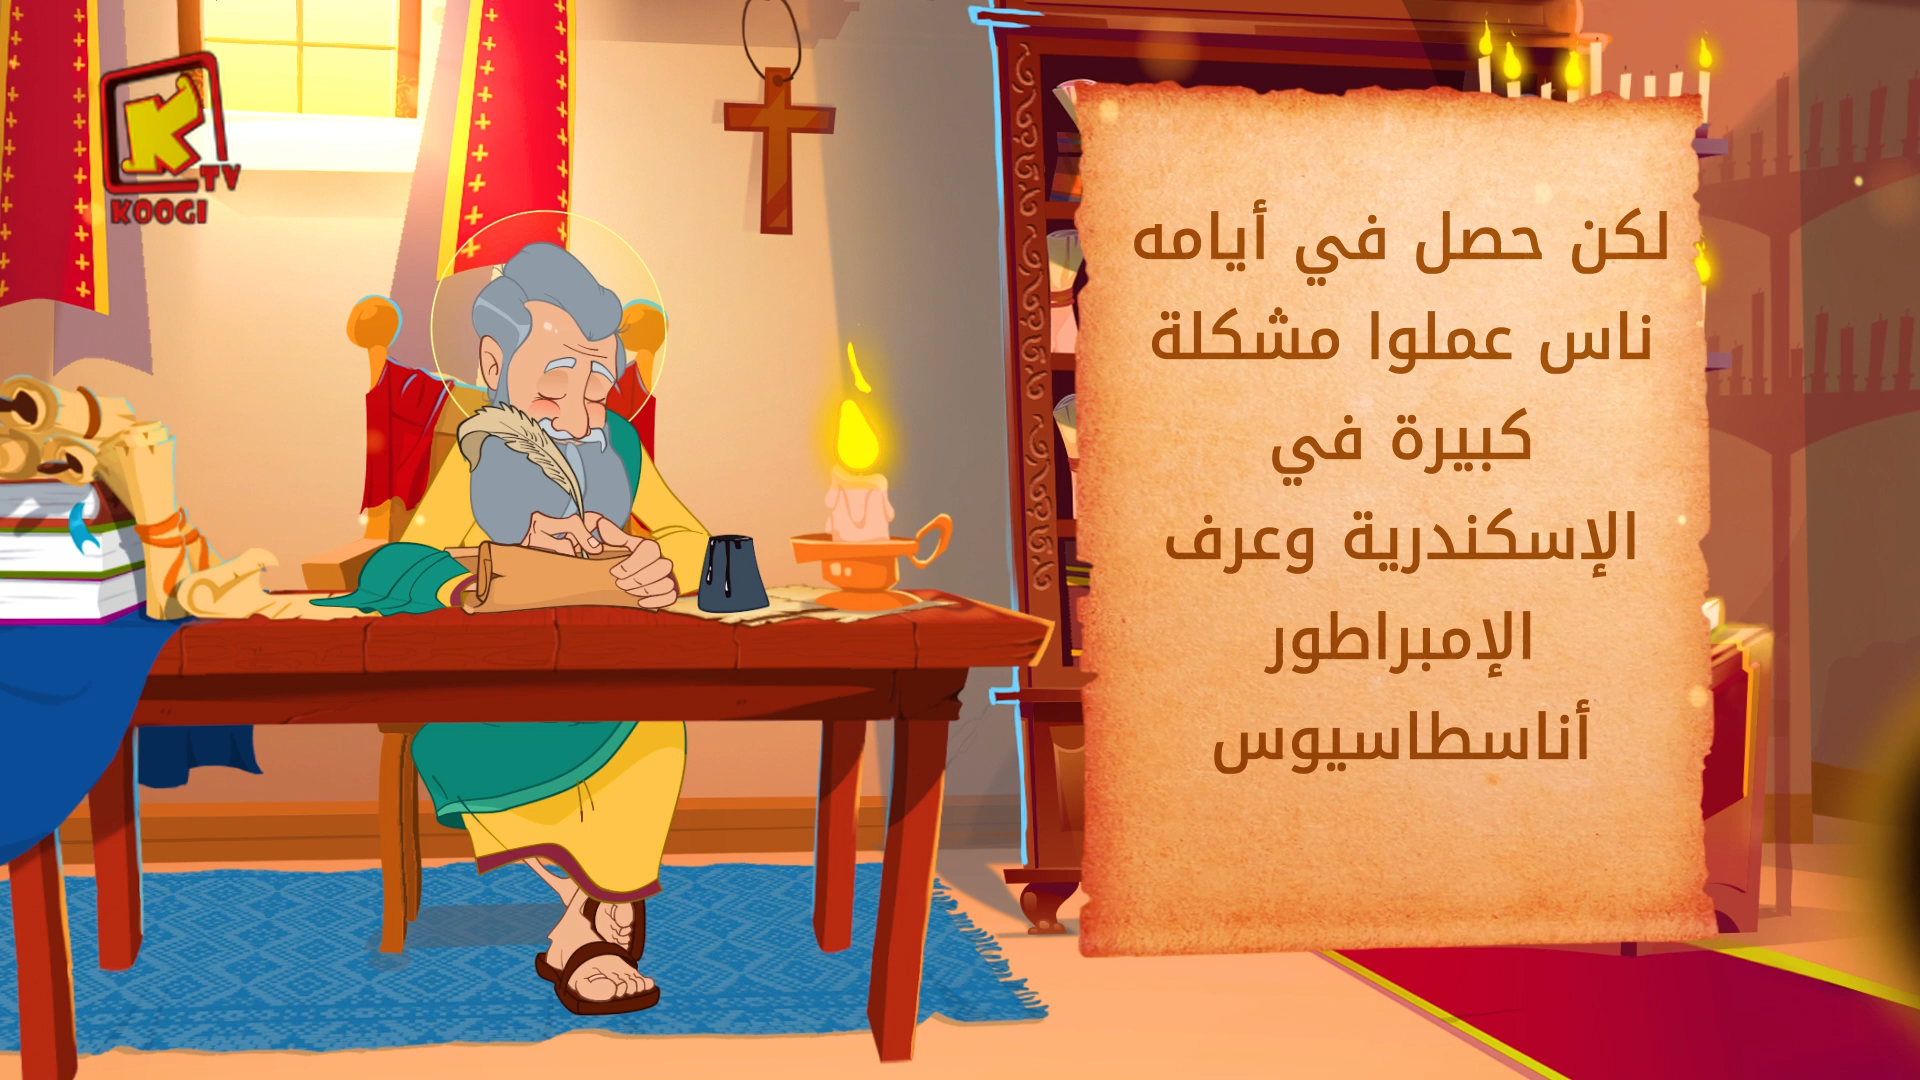 K
TV
KOOGI
لكن حصل في أيامه
ناس عملوا مشكلة
كبيرة في
الإسكندرية وعرف
الإمبراطور
أناسطاسيوس